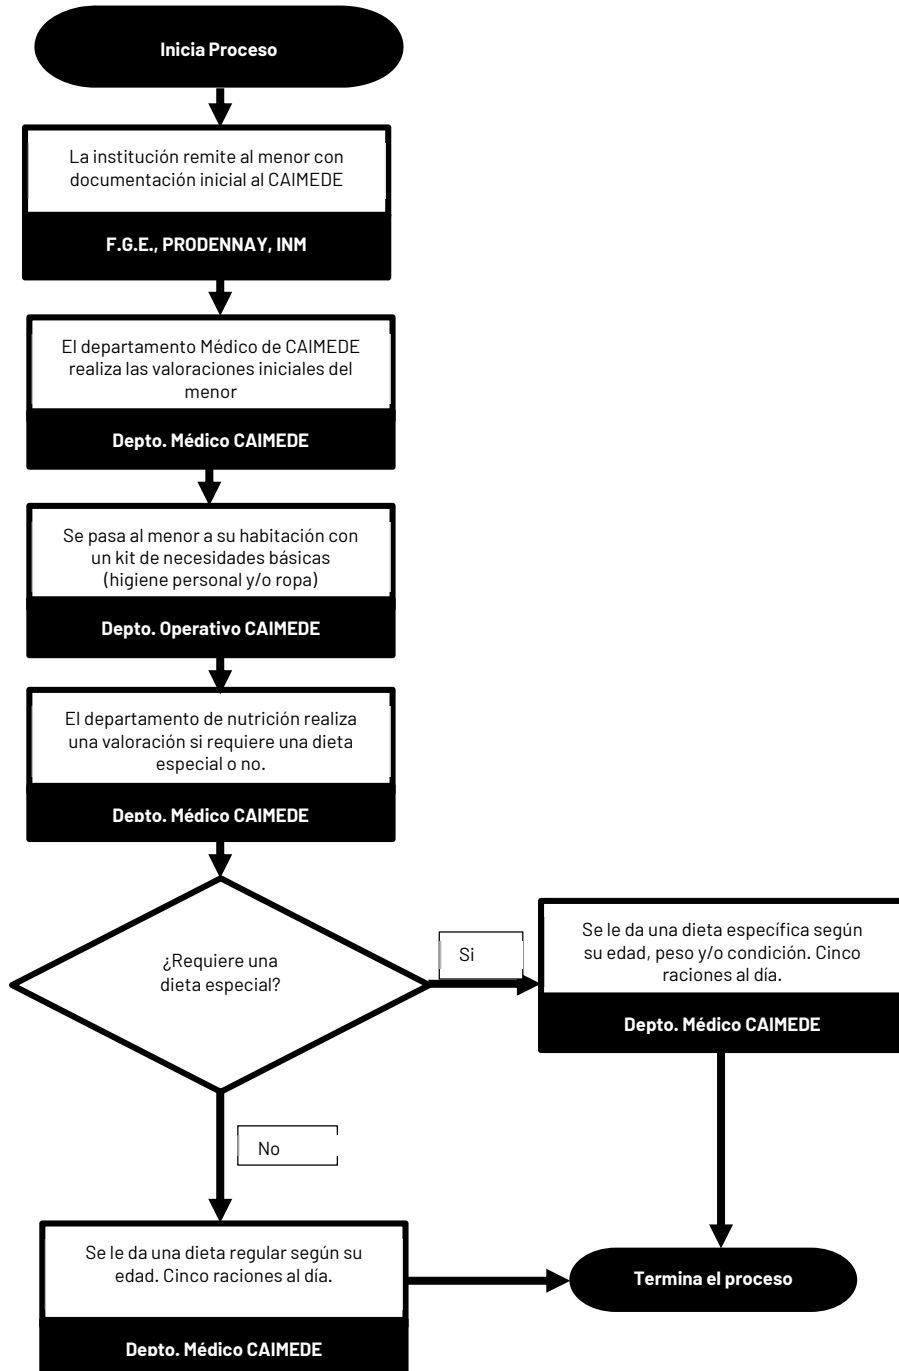 Inicia Proceso
La institución remite al menor con
documentación inicial al CAIMEDE
F.G.E., PRODENNAY, INM
El departamento Médico de CAIMEDE
realiza las valoraciones iniciales del
menor
Depto. Médico CAIMEDE
Se pasa al menor a su habitación con
un kit de necesidades básicas
(higiene personal y/o ropa)
Depto. Operativo CAIMEDE
El departamento de nutrición realiza
una valoración si requiere una dieta
especial o no.
Depto. Médico CAIMEDE
¿Requiere una
dieta especial?
Si
Se le da una dieta específica según
su edad, peso y/o condición. Cinco
raciones al día.
Depto. Médico CAIMEDE
No
Se le da una dieta regular según su
edad. Cinco raciones al día.
Depto. Médico CAIMEDE
Termina el proceso